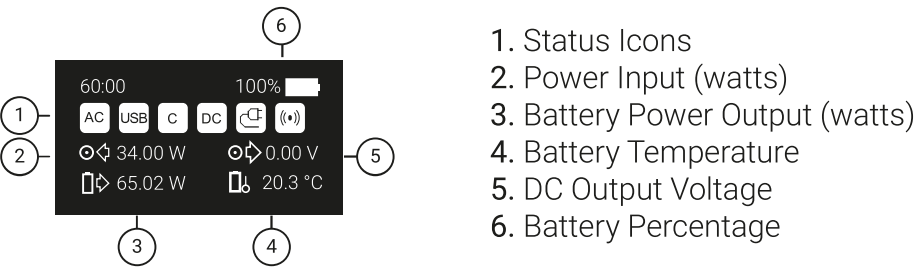 6
60:00 100%
1 AC USB C DC
2 34.00 W 0.00 V 5
65.02 W 20.3 °C
3 4
1. Status Icons
2. Power Input (watts)
3. Battery Power Output (watts)
4. Battery Temperature
5. DC Output Voltage
6. Battery Percentage